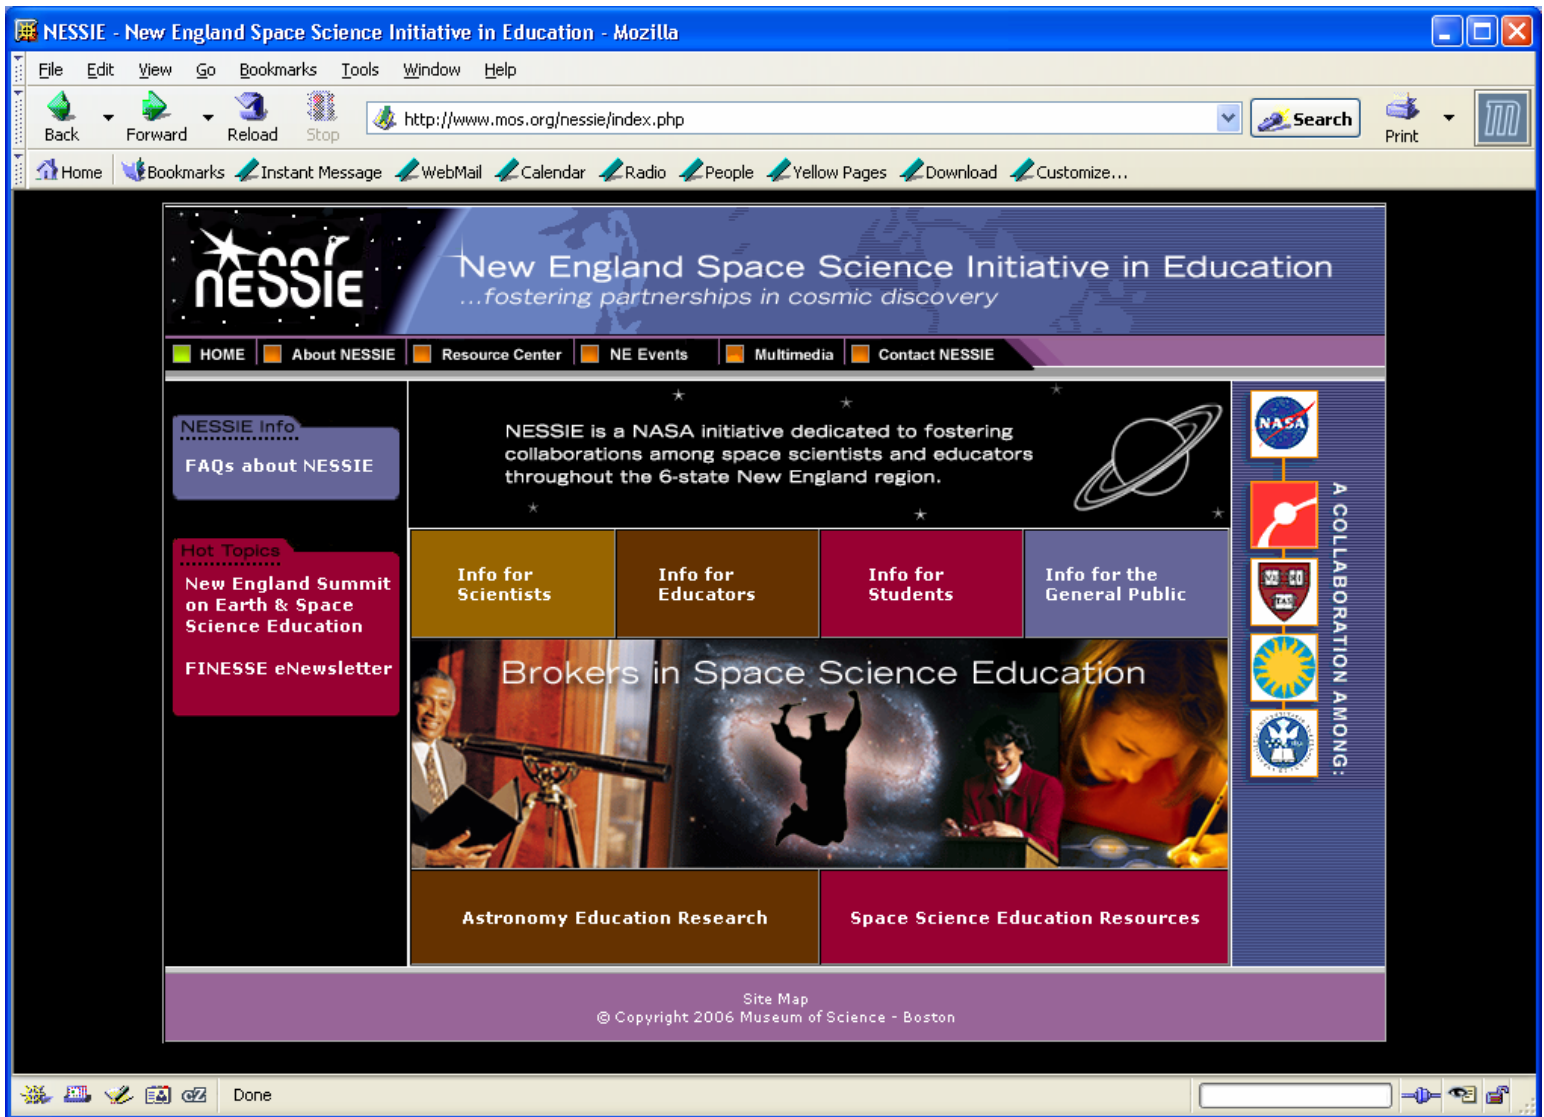 NESSIE - New England Space Science Initiative in Education - Mozilla
File Edit View Go Bookmarks Tools Window Help
Back Forward Reload Stop
http://www.mos.org/nessie/index.php
Search
Print
Home Bookmarks Instant Message WebMail Calendar Radio People Yellow Pages Download Customize...
nESSIE
New England Space Science Initiative in Education
...fostering partnerships in cosmic discovery
HOME About NESSIE Resource Center NE Events Multimedia Contact NESSIE
NESSIE Info
FAQs about NESSIE
Hot Topics
New England Summit
on Earth & Space
Science Education
FINESSE eNewsletter
NESSIE is a NASA initiative dedicated to fostering
collaborations among space scientists and educators
throughout the 6-state New England region.
Info for
Scientists
Info for
Educators
Info for
Students
Info for the
General Public
Brokers in Space Science Education
Astronomy Education Research
Space Science Education Resources
A COLLABORATION AMONG:
NASA
VE RI
TAS
Site Map
© Copyright 2006 Museum of Science - Boston
Done